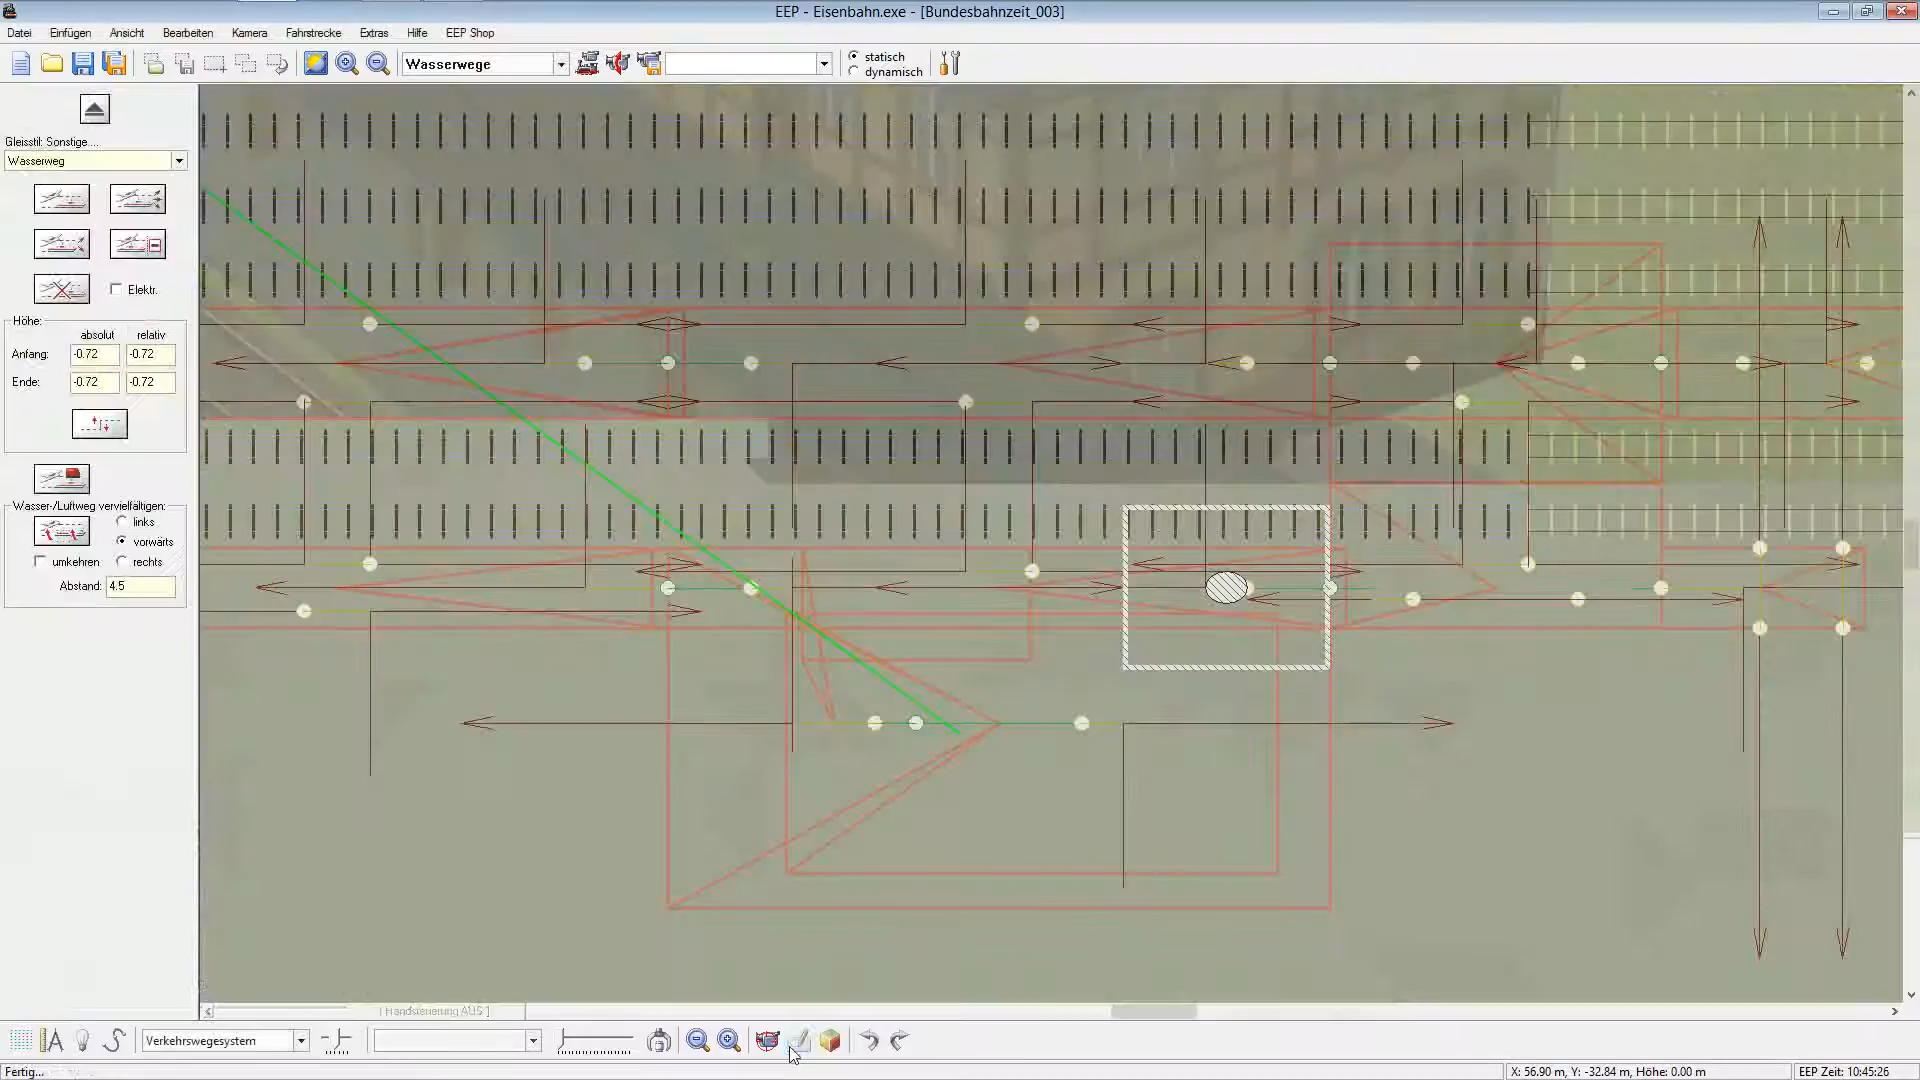 EEP - Eisenbahn.exe - [Bundesbahnzeit_003]
Datei Einfügen Ansicht Bearbeiten Kamera Fahrstrecke Extras Hilfe EEP Shop
Wasserwege
statisch
dynamisch
Gleisstil: Sonstige ...
Wasserweg
Elektr.
Höhe:
absolut relativ
Anfang: -0.72 -0.72
Ende: -0.72 -0.72
Wasser-/Luftweg vervielfältigen:
links
vorwärts
umkehren rechts
Abstand: 4.5
[ Handsteuerung AUS ]
Verkehrswegesystem
Fertig...
X: 56.90 m, Y: -32.84 m, Höhe: 0.00 m
EEP Zeit: 10:45:26